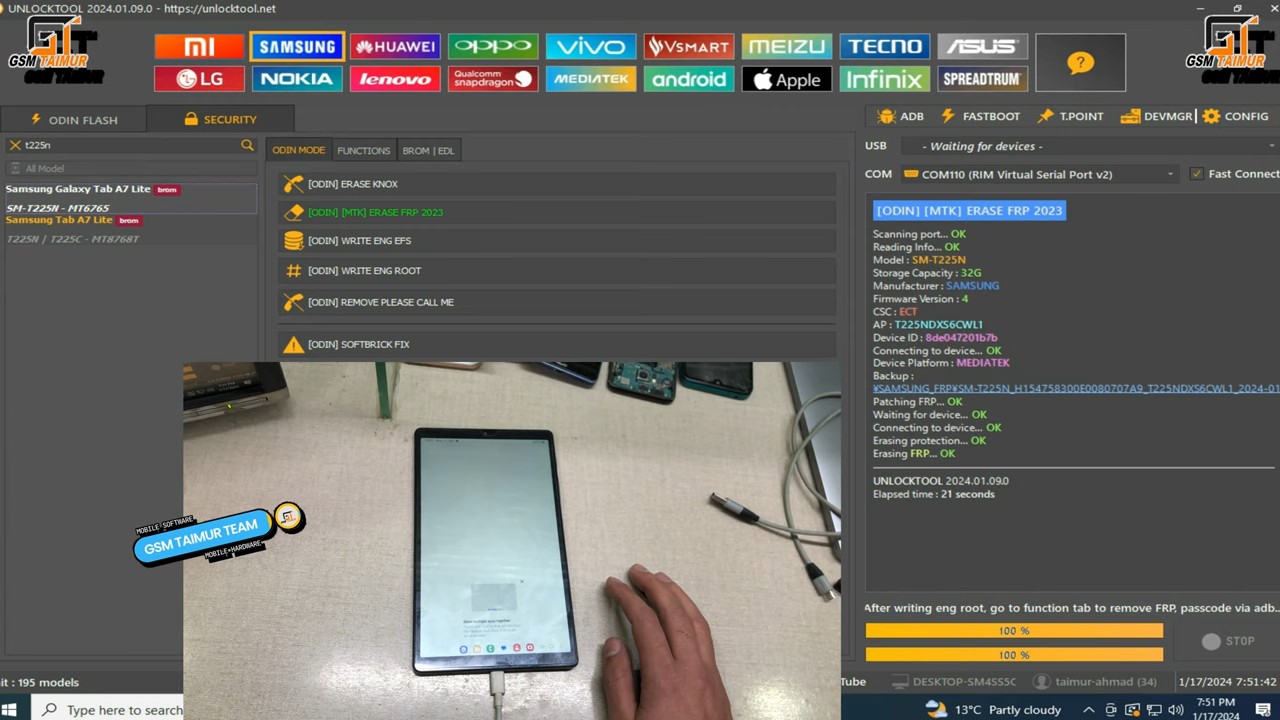 UNLOCKTOOL 2024.01.09.0 - https://unlocktool.net
GSM TAIMUR
GSM TAIMUR
GSM TAIMUR
GSM TAIMUR
MI
SAMSUNG
HUAWEI
OPPO
VIVO
VSMART
MEIZU
TECNO
ASUS
LG
NOKIA
lenovo
Qualcomm
snapdragon
MEDIATEK
android
Apple
Infinix
SPREADTRUM
?
ODIN FLASH
SECURITY
ADB
FASTBOOT
T.POINT
DEVMGR
CONFIG
t225n
All Model
Samsung Galaxy Tab A7 Lite brom
SM-T225N - MT6765
Samsung Tab A7 Lite brom
T225N | T225C - MT8768T
ODIN MODE
FUNCTIONS
BROM | EDL
[ODIN] ERASE KNOX
[ODIN] [MTK] ERASE FRP 2023
[ODIN] WRITE ENG EFS
[ODIN] WRITE ENG ROOT
[ODIN] REMOVE PLEASE CALL ME
[ODIN] SOFTBRICK FIX
USB - Waiting for devices -
COM COM110 (RIM Virtual Serial Port v2) Fast Connect
[ODIN] [MTK] ERASE FRP 2023
Scanning port... OK
Reading Info... OK
Model : SM-T225N
Storage Capacity : 32G
Manufacturer : SAMSUNG
Firmware Version : 4
CSC : ECT
AP : T225NDXS6CWL1
Device ID : 8de047201b7b
Connecting to device... OK
Device Platform : MEDIATEK
Backup :
¥SAMSUNG_FRP¥SM-T225N_H154758300E0080707A9_T225NDXS6CWL1_2024-01
Patching FRP... OK
Waiting for device... OK
Connecting to device... OK
Erasing protection... OK
Erasing FRP... OK
UNLOCKTOOL 2024.01.09.0
Elapsed time : 21 seconds
MOBILE SOFTWARE
GSM TAIMUR TEAM
MOBILE HARDWARE
After writing eng root, go to function tab to remove FRP, passcode via adb..
100 %
100 %
STOP
it : 195 models
Tube
DESKTOP-SM4SS5C
taimur-ahmad (34)
1/17/2024 7:51:42
Type here to search
13°C Partly cloudy
7:51 PM
1/17/2024